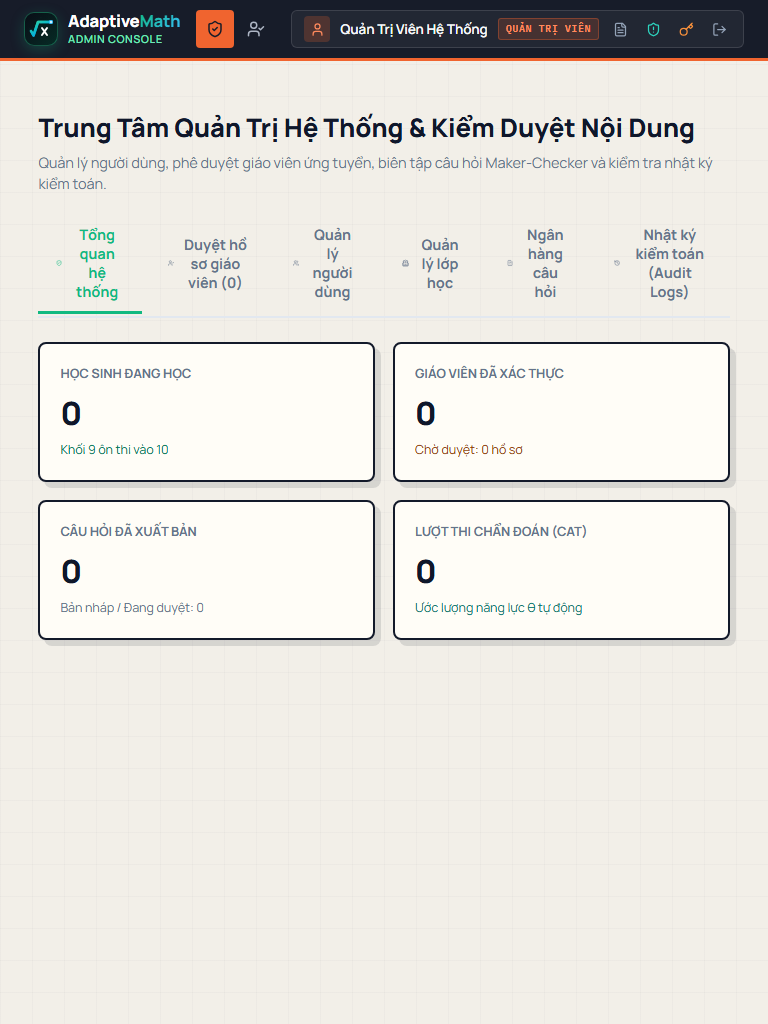 AdaptiveMath
ADMIN CONSOLE
Quản Trị Viên Hệ Thống
QUẢN TRỊ VIÊN
Trung Tâm Quản Trị Hệ Thống & Kiểm Duyệt Nội Dung
Quản lý người dùng, phê duyệt giáo viên ứng tuyển, biên tập câu hỏi Maker-Checker và kiểm tra nhật ký
kiểm toán.
Tổng
quan
hệ
thống
Duyệt hồ
sơ giáo
viên (0)
Quản
lý
người
dùng
Quản
lý lớp
học
Ngân
hàng
câu
hỏi
Nhật ký
kiểm toán
(Audit
Logs)
HỌC SINH ĐANG HỌC
0
Khối 9 ôn thi vào 10
GIÁO VIÊN ĐÃ XÁC THỰC
0
Chờ duyệt: 0 hồ sơ
CÂU HỎI ĐÃ XUẤT BẢN
0
Bản nháp / Đang duyệt: 0
LƯỢT THI CHẨN ĐOÁN (CAT)
0
Ước lượng năng lực θ tự động